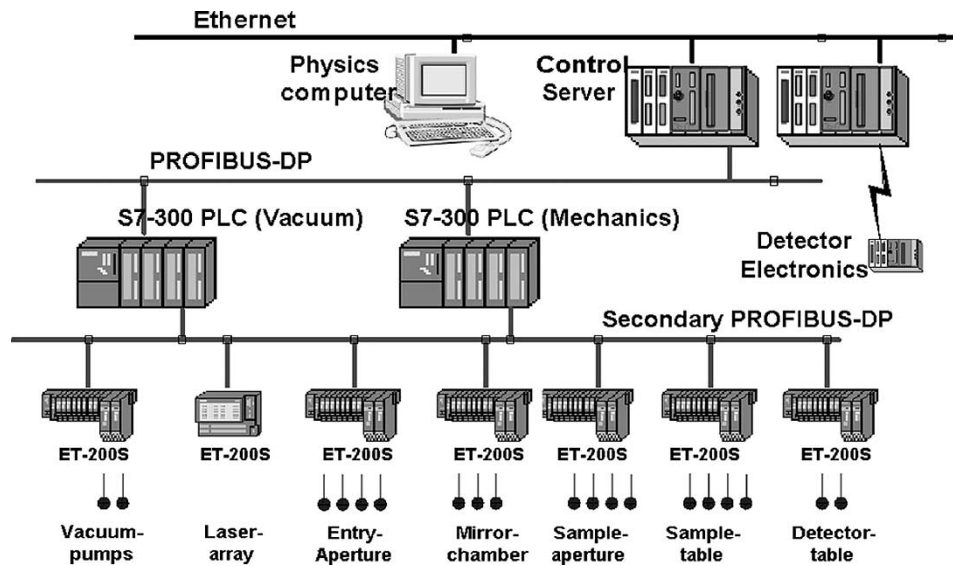 Ethernet
Physics
computer
Control
Server
PROFIBUS-DP
S7-300 PLC (Vacuum)
S7-300 PLC (Mechanics)
Detector
Electronics
Secondary PROFIBUS-DP
ET-200S
ET-200S
ET-200S
ET-200S
ET-200S
ET-200S
ET-200S
Vacuum-
pumps
Laser-
array
Entry-
Aperture
Mirror-
chamber
Sample-
aperture
Sample-
table
Detector-
table